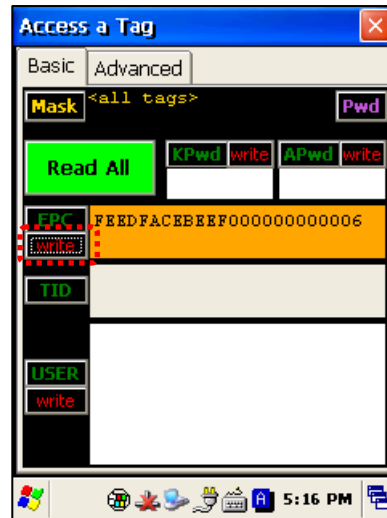 Access a Tag
Basic Advanced
Mask <all tags> Pwd
Read All KPwd write APwd write
EPC FEEDFACEBEEF000000000006
write
TID
USER
write
A 5:16 PM